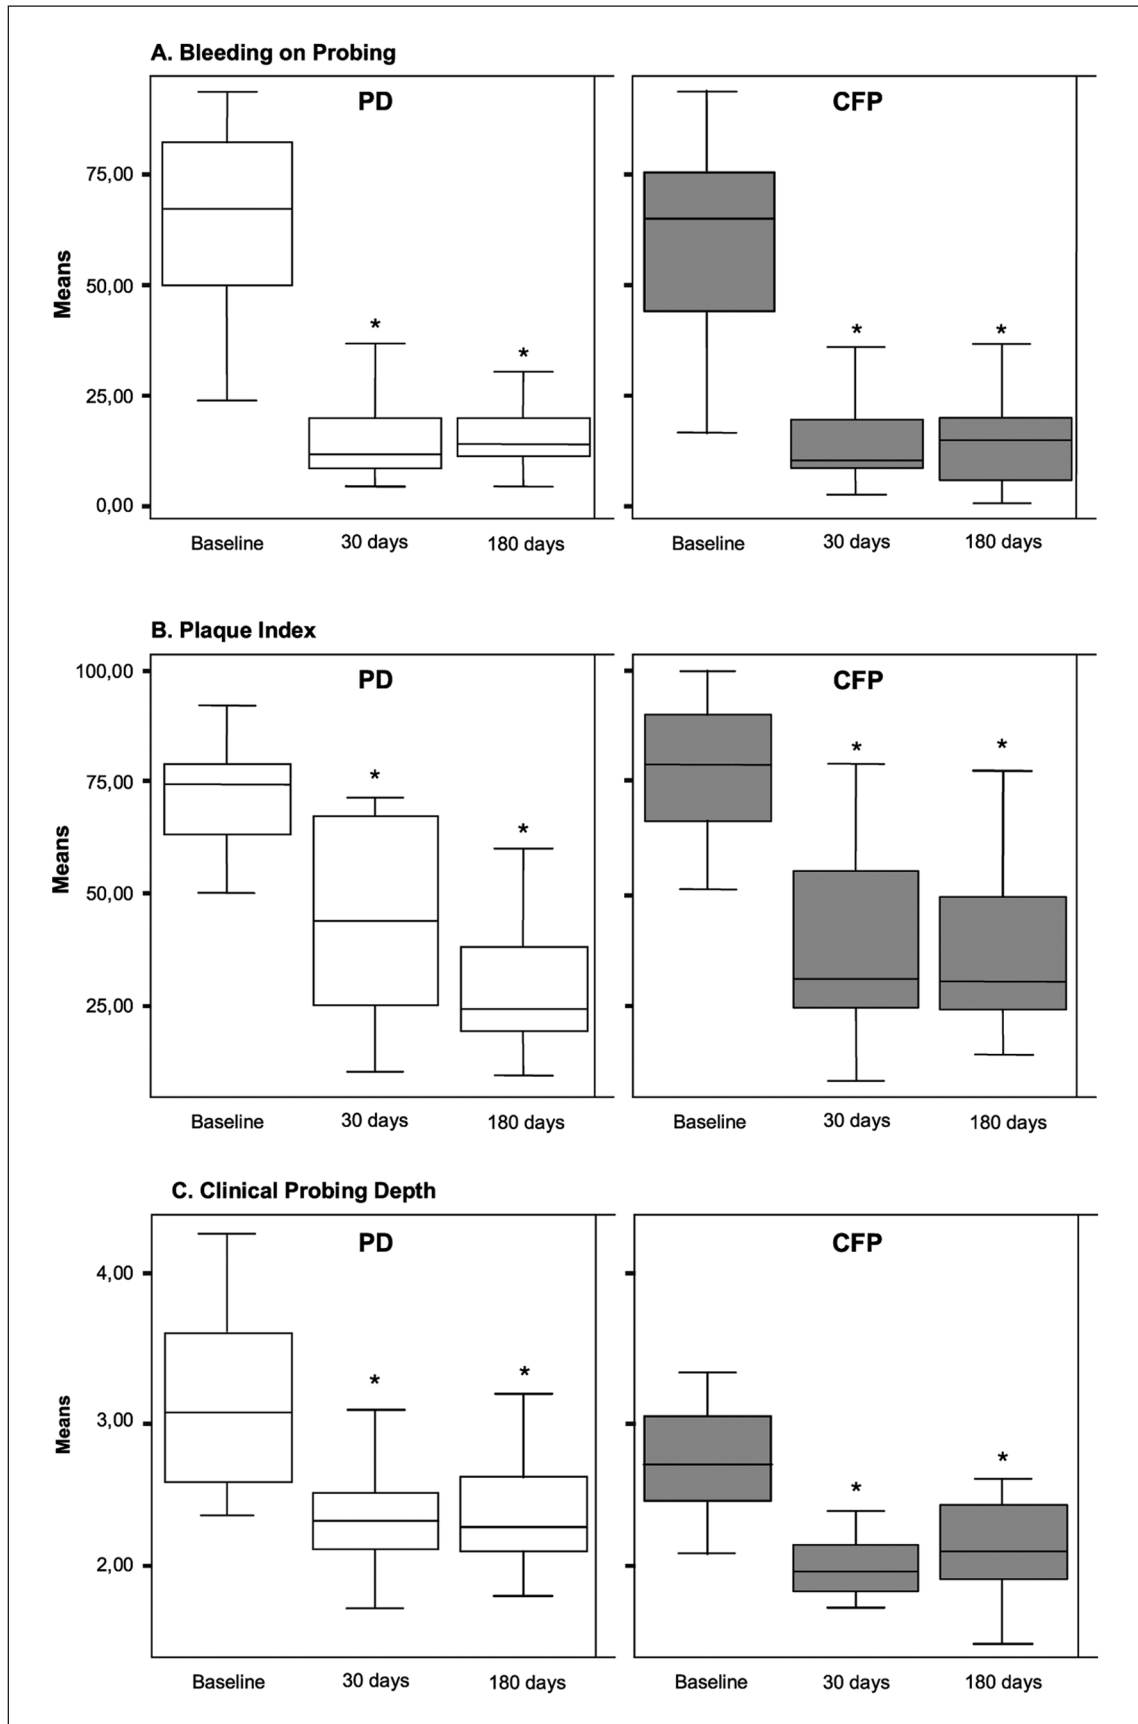 A. Bleeding on Probing
PD
CFP
75,00
50,00
25,00
0,00
Means
*
*
*
*
Baseline
30 days
180 days
Baseline
30 days
180 days
B. Plaque Index
PD
CFP
100,00
75,00
50,00
25,00
Means
*
*
*
*
Baseline
30 days
180 days
Baseline
30 days
180 days
C. Clinical Probing Depth
PD
CFP
4,00
3,00
2,00
Means
*
*
*
*
Baseline
30 days
180 days
Baseline
30 days
180 days